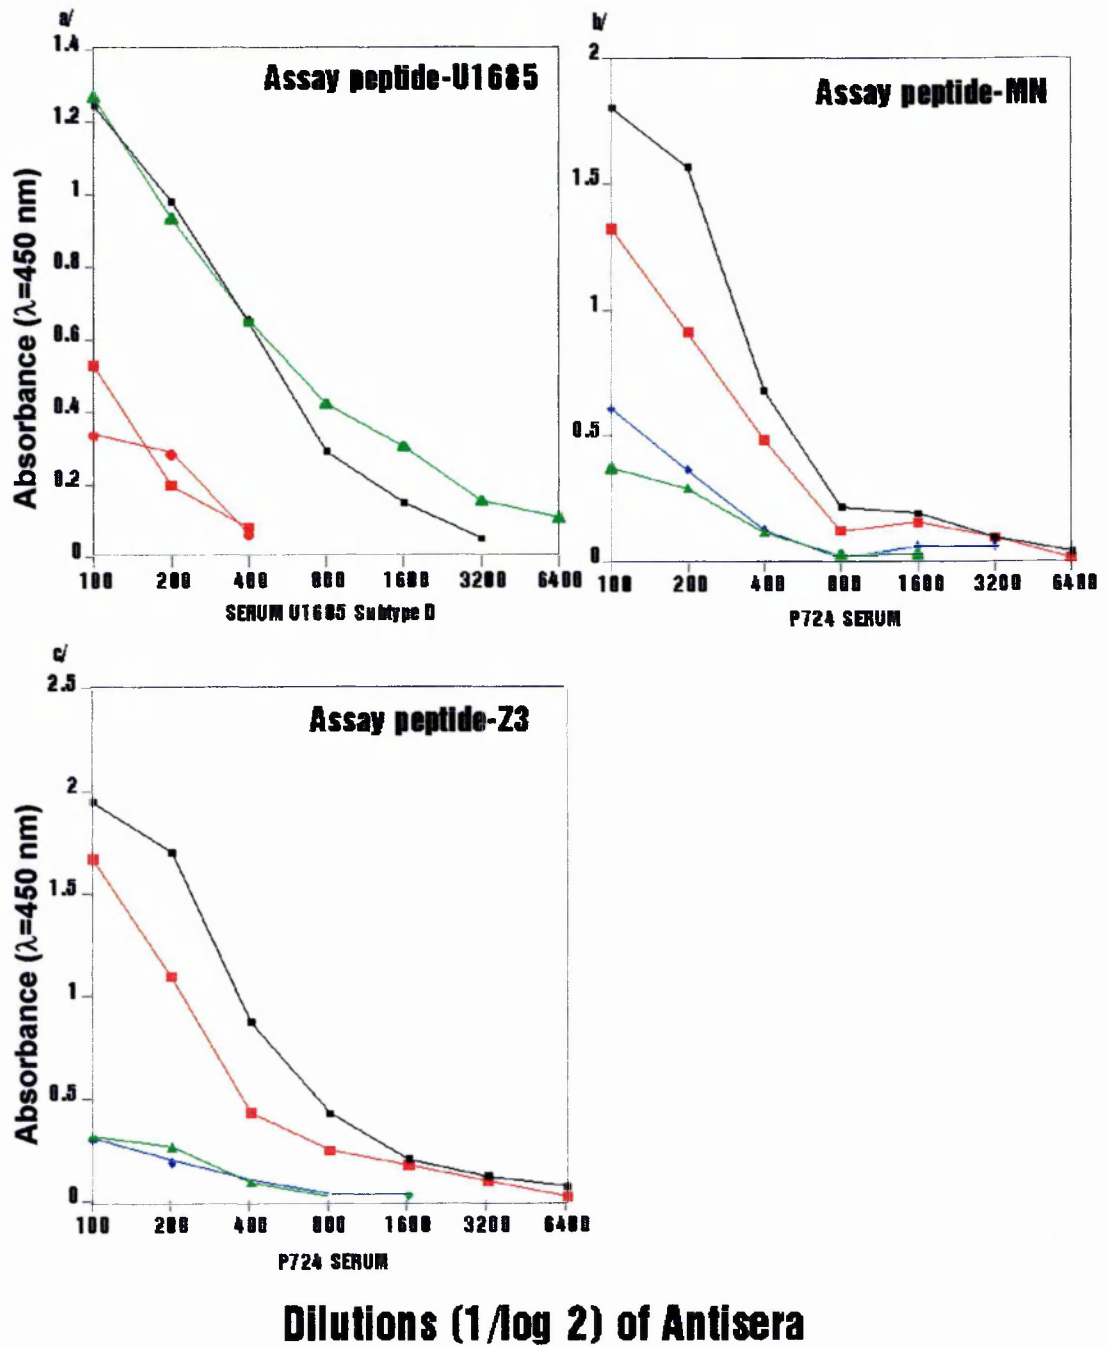 a/
1.4
1.2
1
0.8
0.6
0.4
0.2
0
Assay peptide-U1685
Absorbance (λ=450 nm)
100 200 400 800 1600 3200 6400
SERUM U1685 Subtype D
b/
2
1.5
1
0.5
0
Assay peptide-MN
100 200 400 800 1600 3200 6400
P724 SERUM
c/
2.5
2
1.5
1
0.5
0
Assay peptide-Z3
Absorbance (λ=450 nm)
100 200 400 800 1600 3200 6400
P724 SERUM
Dilutions (1/log 2) of Antisera